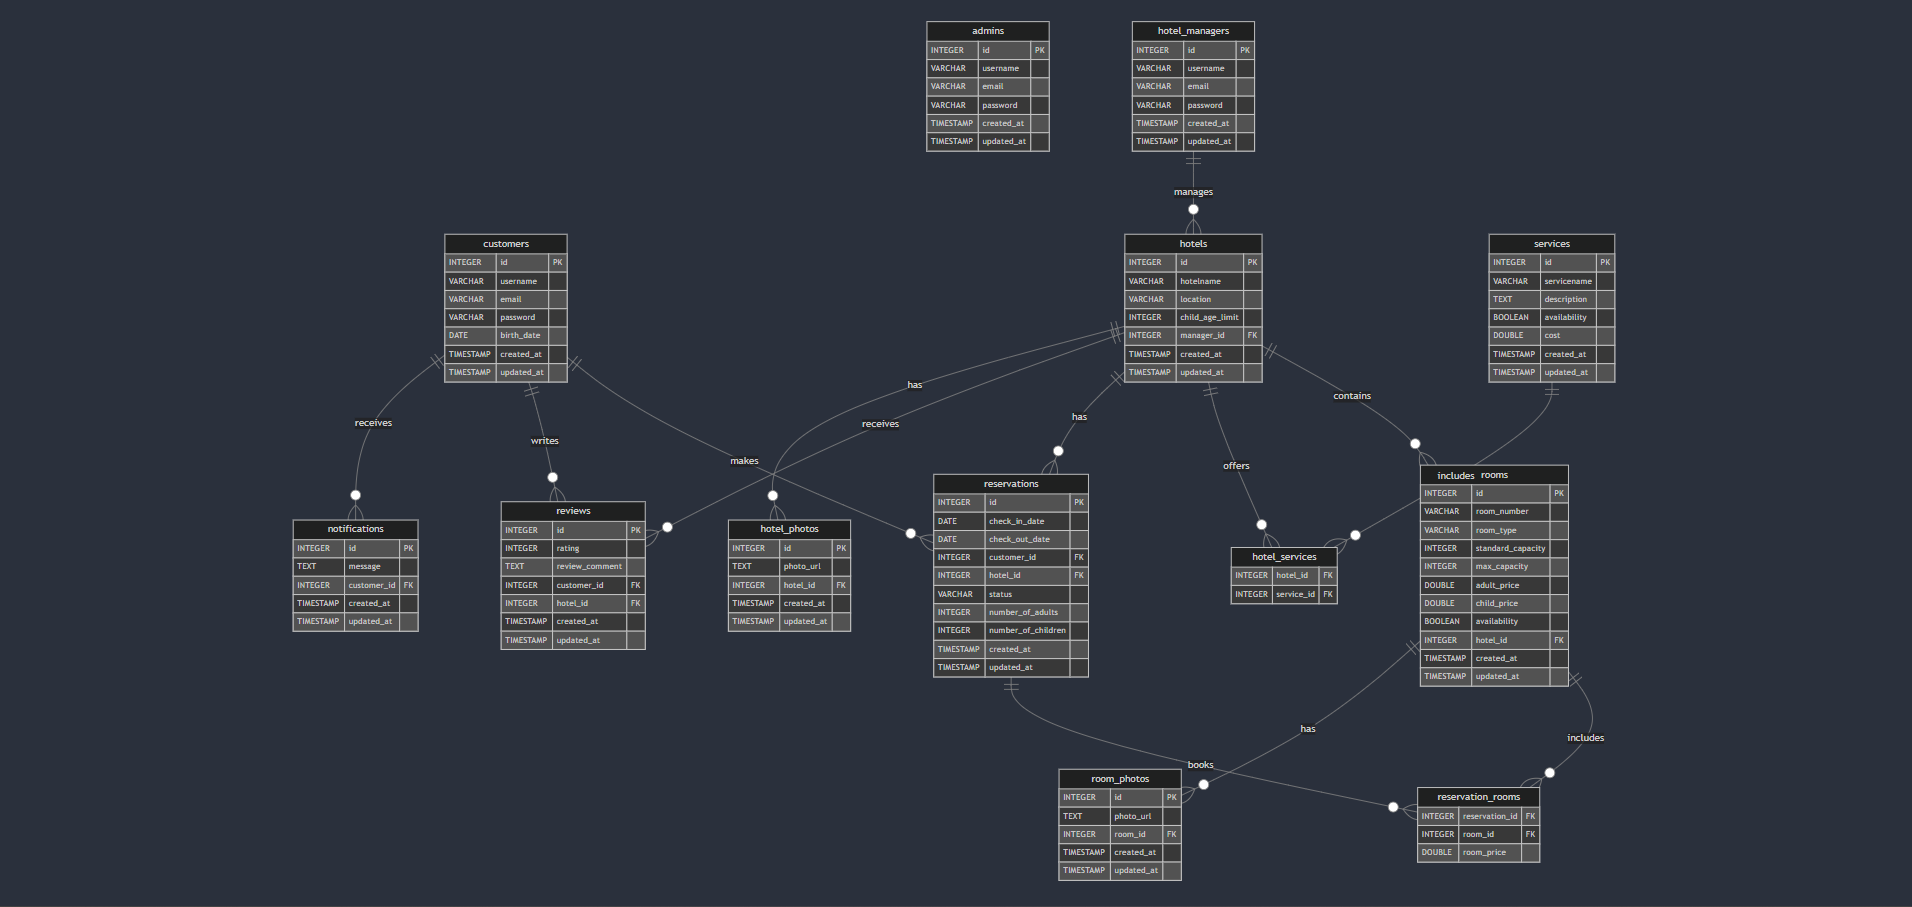 admins
INTEGER id PK
VARCHAR username
VARCHAR email
VARCHAR password
TIMESTAMP created_at
TIMESTAMP updated_at
hotel_managers
INTEGER id PK
VARCHAR username
VARCHAR email
VARCHAR password
TIMESTAMP created_at
TIMESTAMP updated_at
manages
customers
INTEGER id PK
VARCHAR username
VARCHAR email
VARCHAR password
DATE birth_date
TIMESTAMP created_at
TIMESTAMP updated_at
hotels
INTEGER id PK
VARCHAR hotelname
VARCHAR location
INTEGER child_age_limit
INTEGER manager_id FK
TIMESTAMP created_at
TIMESTAMP updated_at
services
INTEGER id PK
VARCHAR servicename
TEXT description
BOOLEAN availability
DOUBLE cost
TIMESTAMP created_at
TIMESTAMP updated_at
has
contains
receives
receives
has
writes
makes
offers
includes
notifications
INTEGER id PK
TEXT message
INTEGER customer_id FK
TIMESTAMP created_at
TIMESTAMP updated_at
reviews
INTEGER id PK
INTEGER rating
TEXT review_comment
INTEGER customer_id FK
INTEGER hotel_id FK
TIMESTAMP created_at
TIMESTAMP updated_at
hotel_photos
INTEGER id PK
TEXT photo_url
INTEGER hotel_id FK
TIMESTAMP created_at
TIMESTAMP updated_at
reservations
INTEGER id PK
DATE check_in_date
DATE check_out_date
INTEGER customer_id FK
INTEGER hotel_id FK
VARCHAR status
INTEGER number_of_adults
INTEGER number_of_children
TIMESTAMP created_at
TIMESTAMP updated_at
hotel_services
INTEGER hotel_id FK
INTEGER service_id FK
rooms
INTEGER id PK
VARCHAR room_number
VARCHAR room_type
INTEGER standard_capacity
INTEGER max_capacity
DOUBLE adult_price
DOUBLE child_price
BOOLEAN availability
INTEGER hotel_id FK
TIMESTAMP created_at
TIMESTAMP updated_at
has
includes
books
room_photos
INTEGER id PK
TEXT photo_url
INTEGER room_id FK
TIMESTAMP created_at
TIMESTAMP updated_at
reservation_rooms
INTEGER reservation_id FK
INTEGER room_id FK
DOUBLE room_price